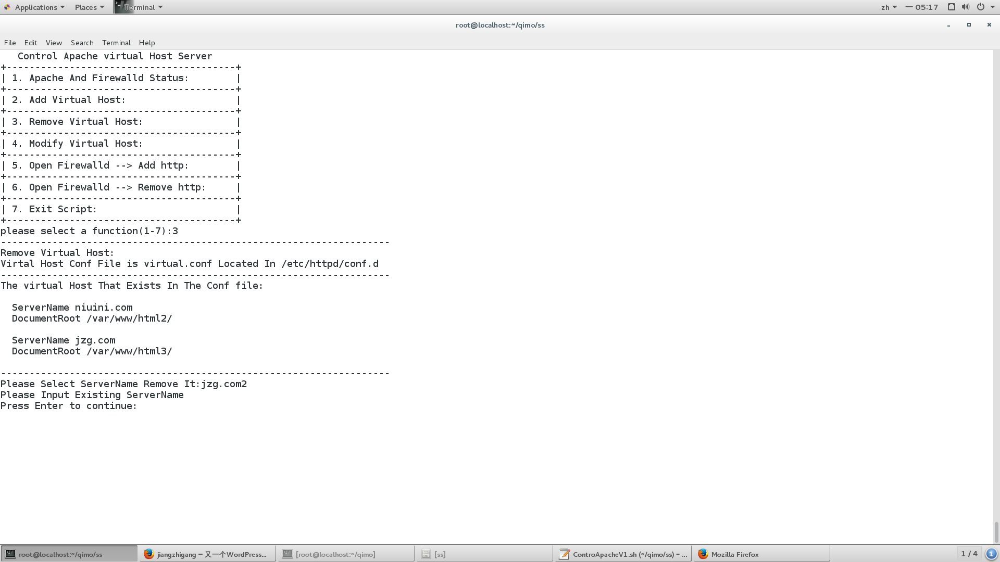 Applications Places Terminal zh 一 05:17
root@localhost:~/qimo/ss
File Edit View Search Terminal Help
Control Apache virtual Host Server
+----------------------------------------+
| 1. Apache And Firewalld Status:        |
+----------------------------------------+
| 2. Add Virtual Host:                   |
+----------------------------------------+
| 3. Remove Virtual Host:                |
+----------------------------------------+
| 4. Modify Virtual Host:                |
+----------------------------------------+
| 5. Open Firewalld --> Add http:        |
+----------------------------------------+
| 6. Open Firewalld --> Remove http:     |
+----------------------------------------+
| 7. Exit Script:                        |
+----------------------------------------+
please select a function(1-7):3
--------------------------------------------------------------------
Remove Virtual Host:
Virtal Host Conf File is virtual.conf Located In /etc/httpd/conf.d
--------------------------------------------------------------------
The virtual Host That Exists In The Conf file:
ServerName niuini.com
DocumentRoot /var/www/html2/
ServerName jzg.com
DocumentRoot /var/www/html3/
--------------------------------------------------------------------
Please Select ServerName Remove It:jzg.com2
Please Input Existing ServerName
Press Enter to continue:
root@localhost:~/qimo/ss jiangzhigang – 又一个WordPress... [root@localhost:~/qimo] [ss] ControApacheV1.sh (~/qimo/ss) – ... Mozilla Firefox 1 / 4 1